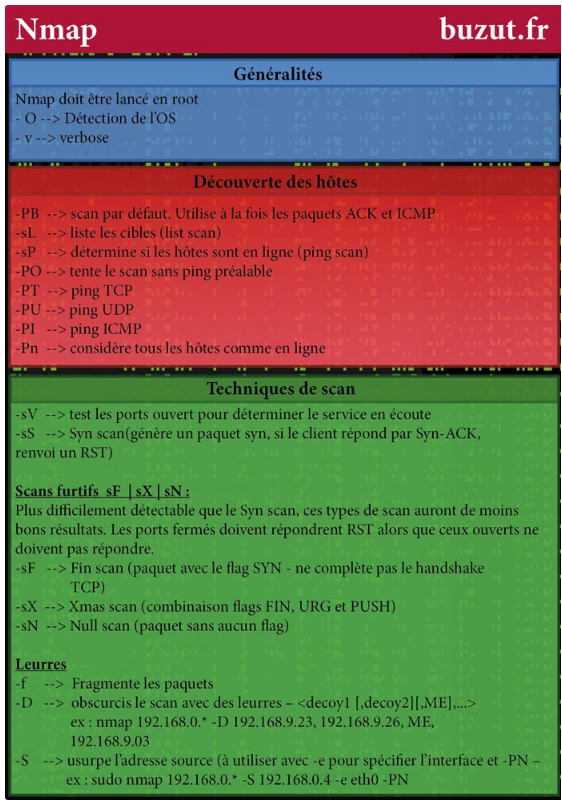 Nmap
buzut.fr
Généralités
Nmap doit être lancé en root
- O --> Détection de l'OS
- v --> verbose
Découverte des hôtes
-PB --> scan par défaut. Utilise à la fois les paquets ACK et ICMP
-sL --> liste les cibles (list scan)
-sP --> détermine si les hôtes sont en ligne (ping scan)
-PO --> tente le scan sans ping préalable
-PT --> ping TCP
-PU --> ping UDP
-PI --> ping ICMP
-Pn --> considère tous les hôtes comme en ligne
Techniques de scan
-sV --> test les ports ouvert pour déterminer le service en écoute
-sS --> Syn scan(génère un paquet syn, si le client répond par Syn-ACK,
renvoi un RST)
Scans furtifs sF | sX | sN :
Plus difficilement détectable que le Syn scan, ces types de scan auront de moins
bons résultats. Les ports fermés doivent répondrent RST alors que ceux ouverts ne
doivent pas répondre.
-sF --> Fin scan (paquet avec le flag SYN - ne complète pas le handshake
TCP)
-sX --> Xmas scan (combinaison flags FIN, URG et PUSH)
-sN --> Null scan (paquet sans aucun flag)
Leurres
-f --> Fragmente les paquets
-D --> obscurcis le scan avec des leurres – <decoy1 [,decoy2][,ME],...>
ex : nmap 192.168.0.* -D 192.168.9.23, 192.168.9.26, ME,
192.168.9.03
-S --> usurpe l'adresse source (à utiliser avec -e pour spécifier l'interface et -PN –
ex : sudo nmap 192.168.0.* -S 192.168.0.4 -e eth0 -PN